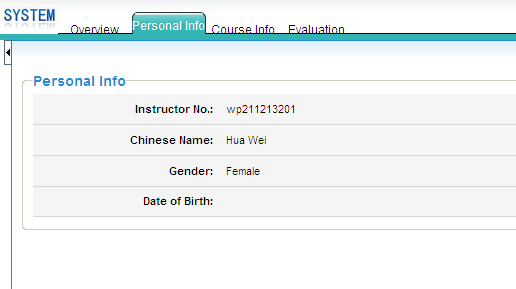 SYSTEM
Overview Personal Info Course Info Evaluation
Personal Info
Instructor No.: wp211213201
Chinese Name: Hua Wei
Gender: Female
Date of Birth: